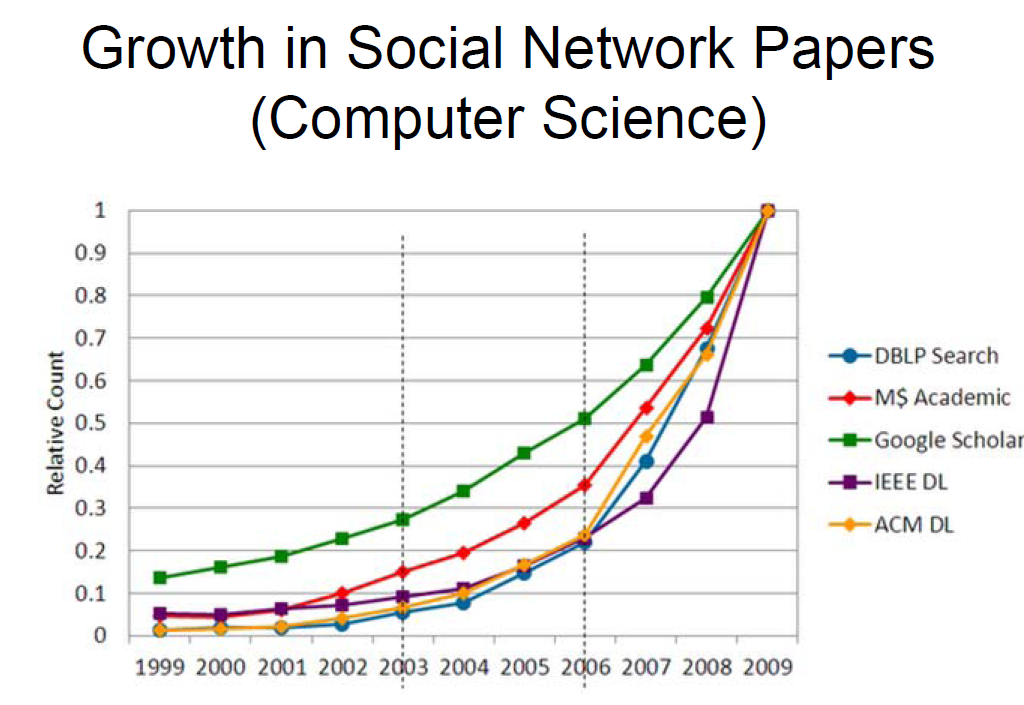 Growth in Social Network Papers
(Computer Science)
1
0.9
0.8
0.7
0.6
0.5
0.4
0.3
0.2
0.1
0
Relative Count
1999 2000 2001 2002 2003 2004 2005 2006 2007 2008 2009
DBLP Search
M$ Academic
Google Scholar
IEEE DL
ACM DL